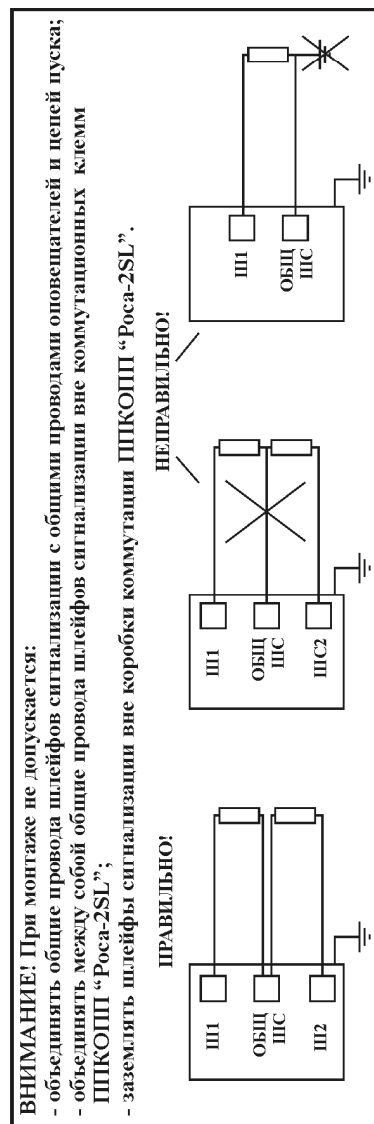 ВНИМАНИЕ! При монтаже не допускается:
- объединять общие провода шлейфов сигнализации с общими проводами оповещателей и цепей пуска;
- объединять между собой общие провода шлейфов сигнализации вне коммутационных клемм
ППКОПП “Роса-2SL”;
- заземлять шлейфы сигнализации вне коробки коммутации ППКОПП “Роса-2SL”.
ПРАВИЛЬНО!
НЕПРАВИЛЬНО!
Ш1
ОБЩ
ШС
Ш2
Ш1
ОБЩ
ШС
ШС2
Ш1
ОБЩ
ШС